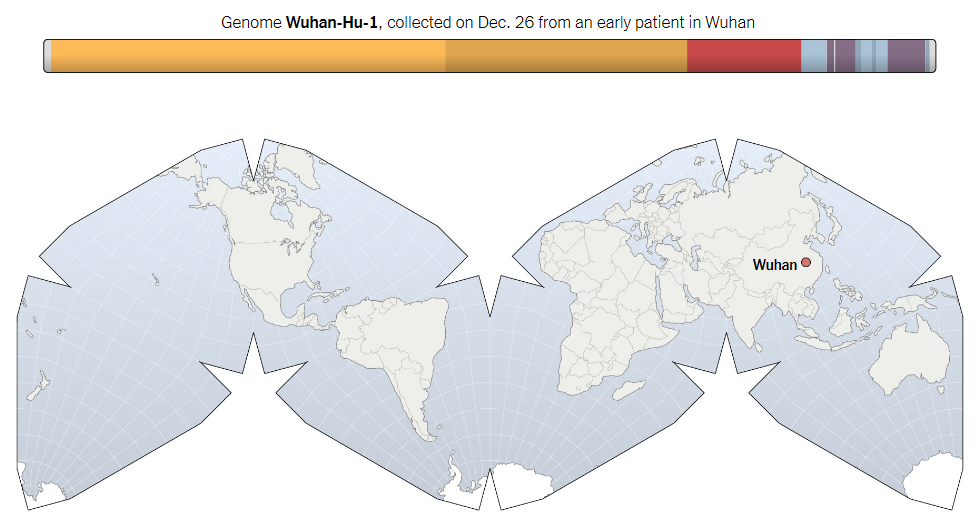 Genome Wuhan-Hu-1, collected on Dec. 26 from an early patient in Wuhan
Wuhan